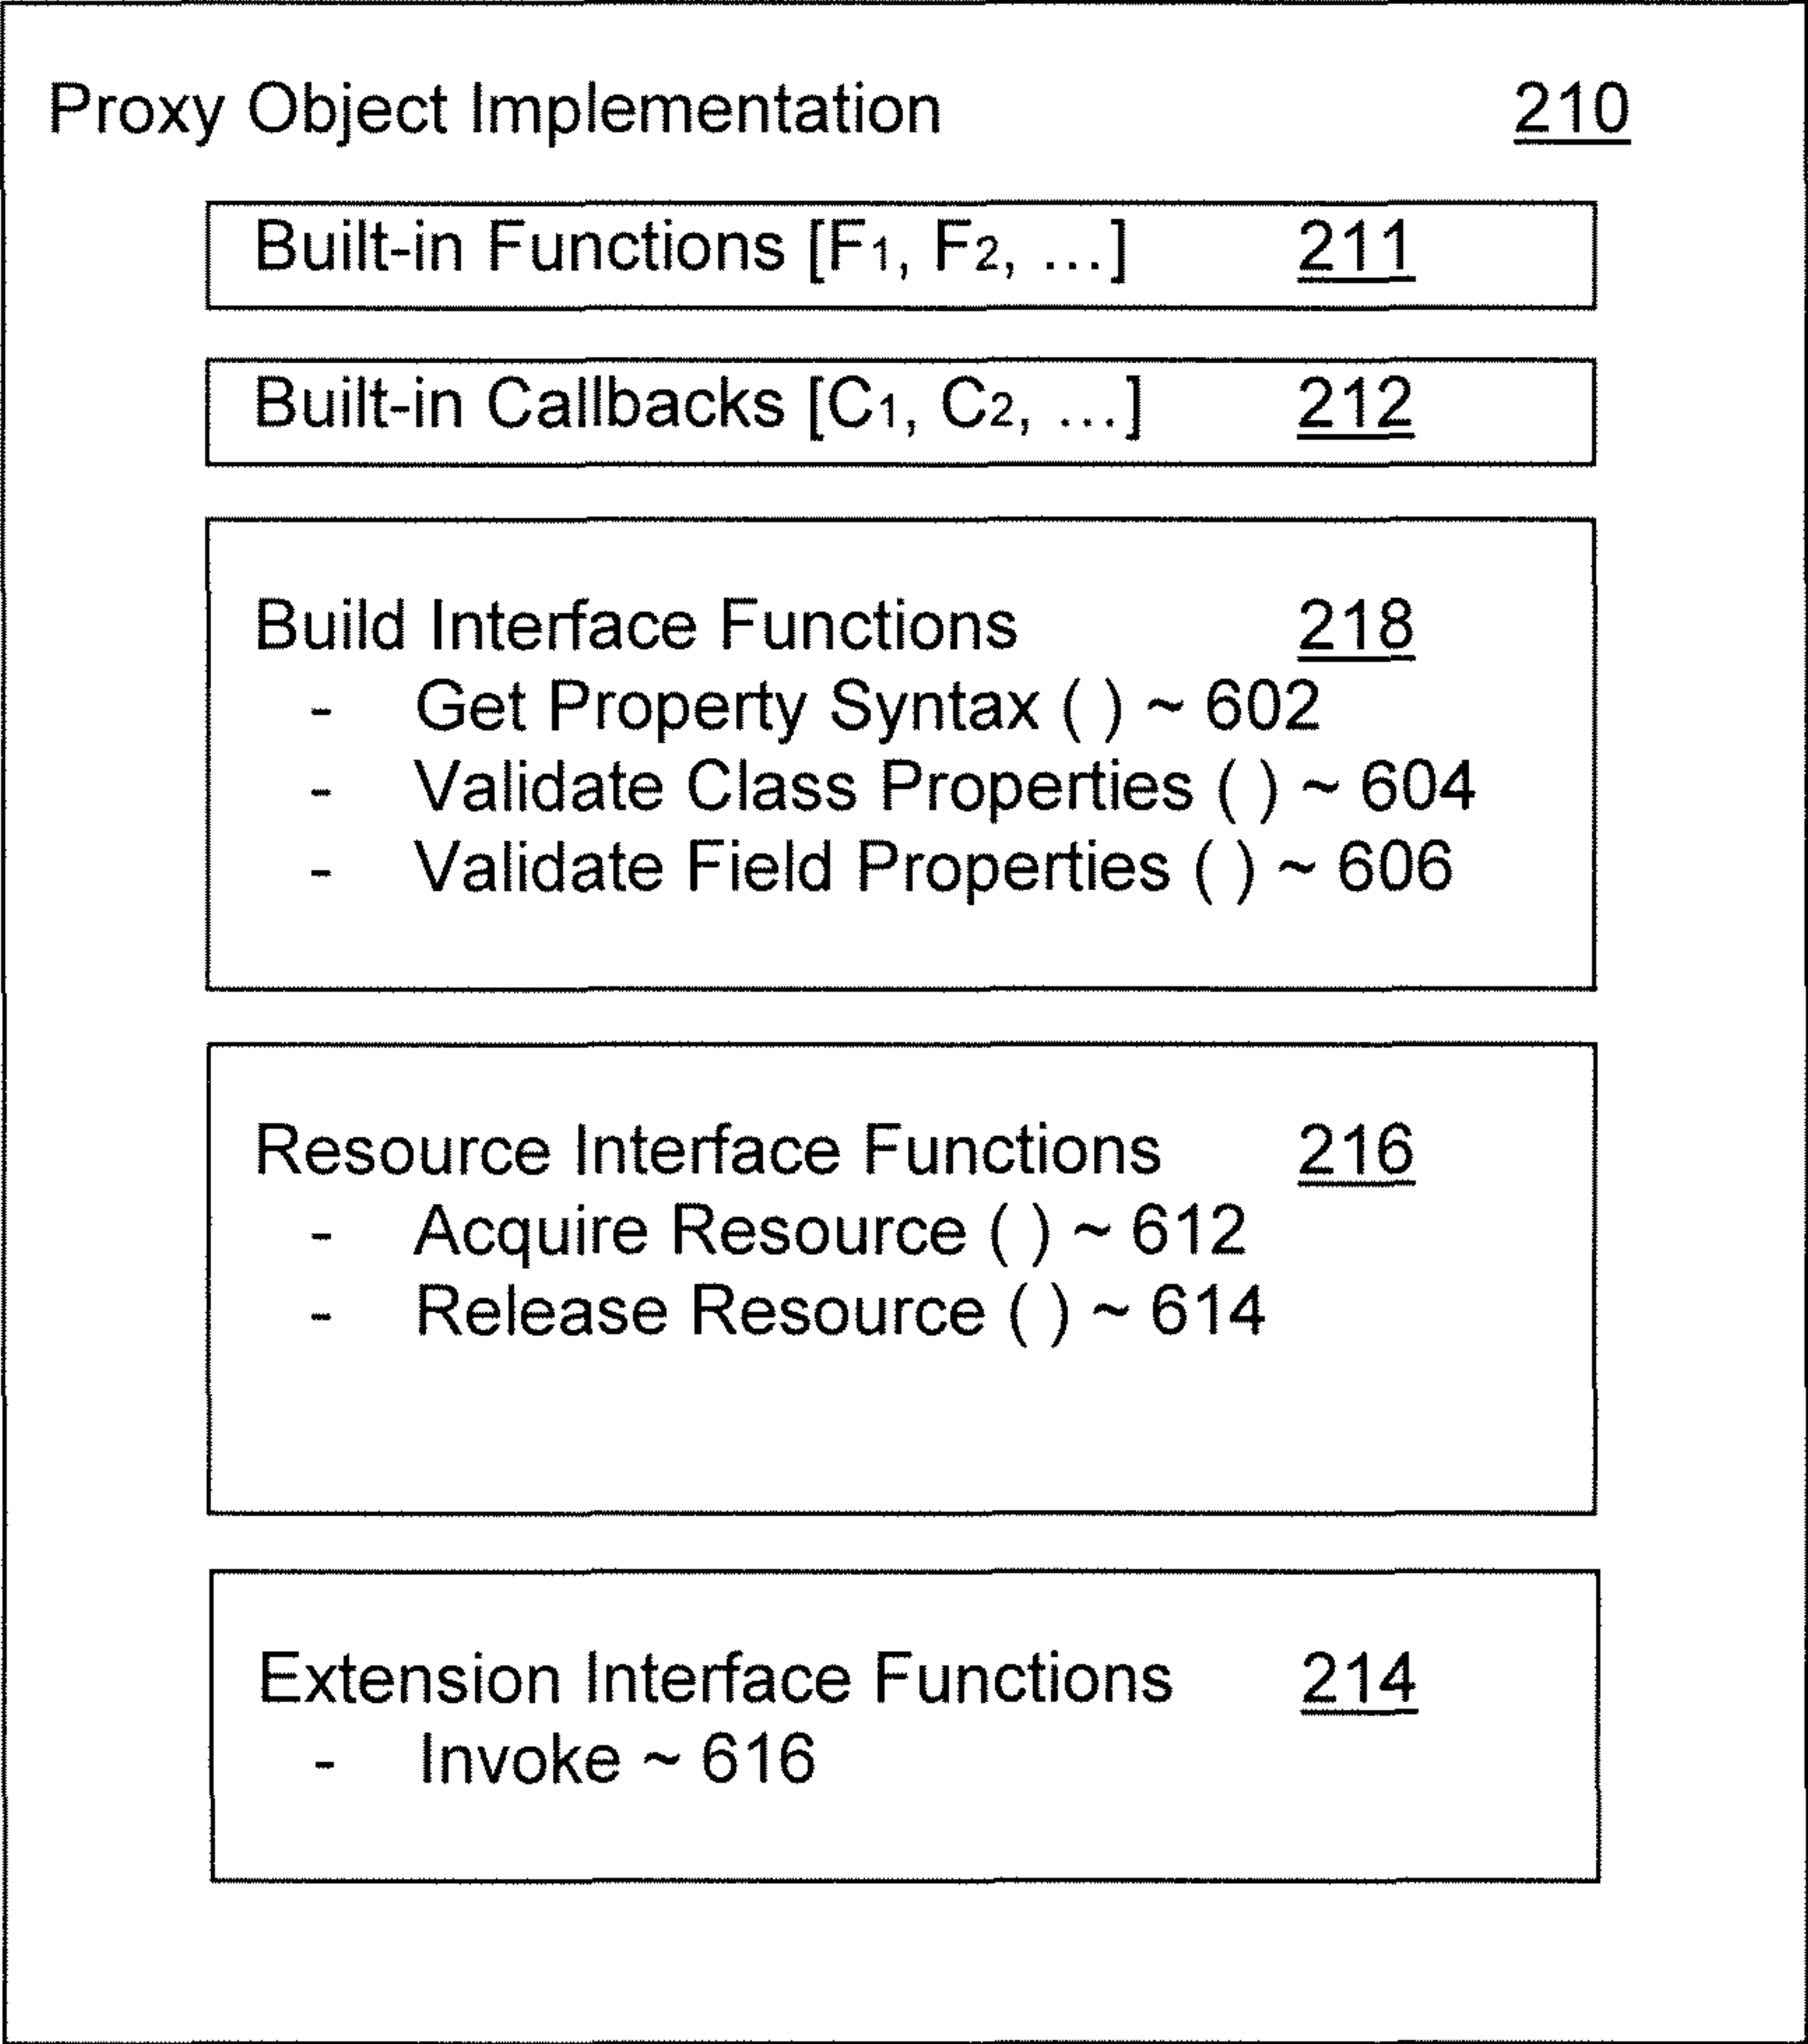 Proxy Object Implementation 210
Built-in Functions [F1, F2, ...] 211
Built-in Callbacks [C1, C2, ...] 212
Build Interface Functions 218
- Get Property Syntax ( ) ~ 602
- Validate Class Properties ( ) ~ 604
- Validate Field Properties ( ) ~ 606
Resource Interface Functions 216
- Acquire Resource ( ) ~ 612
- Release Resource ( ) ~ 614
Extension Interface Functions 214
- Invoke ~ 616